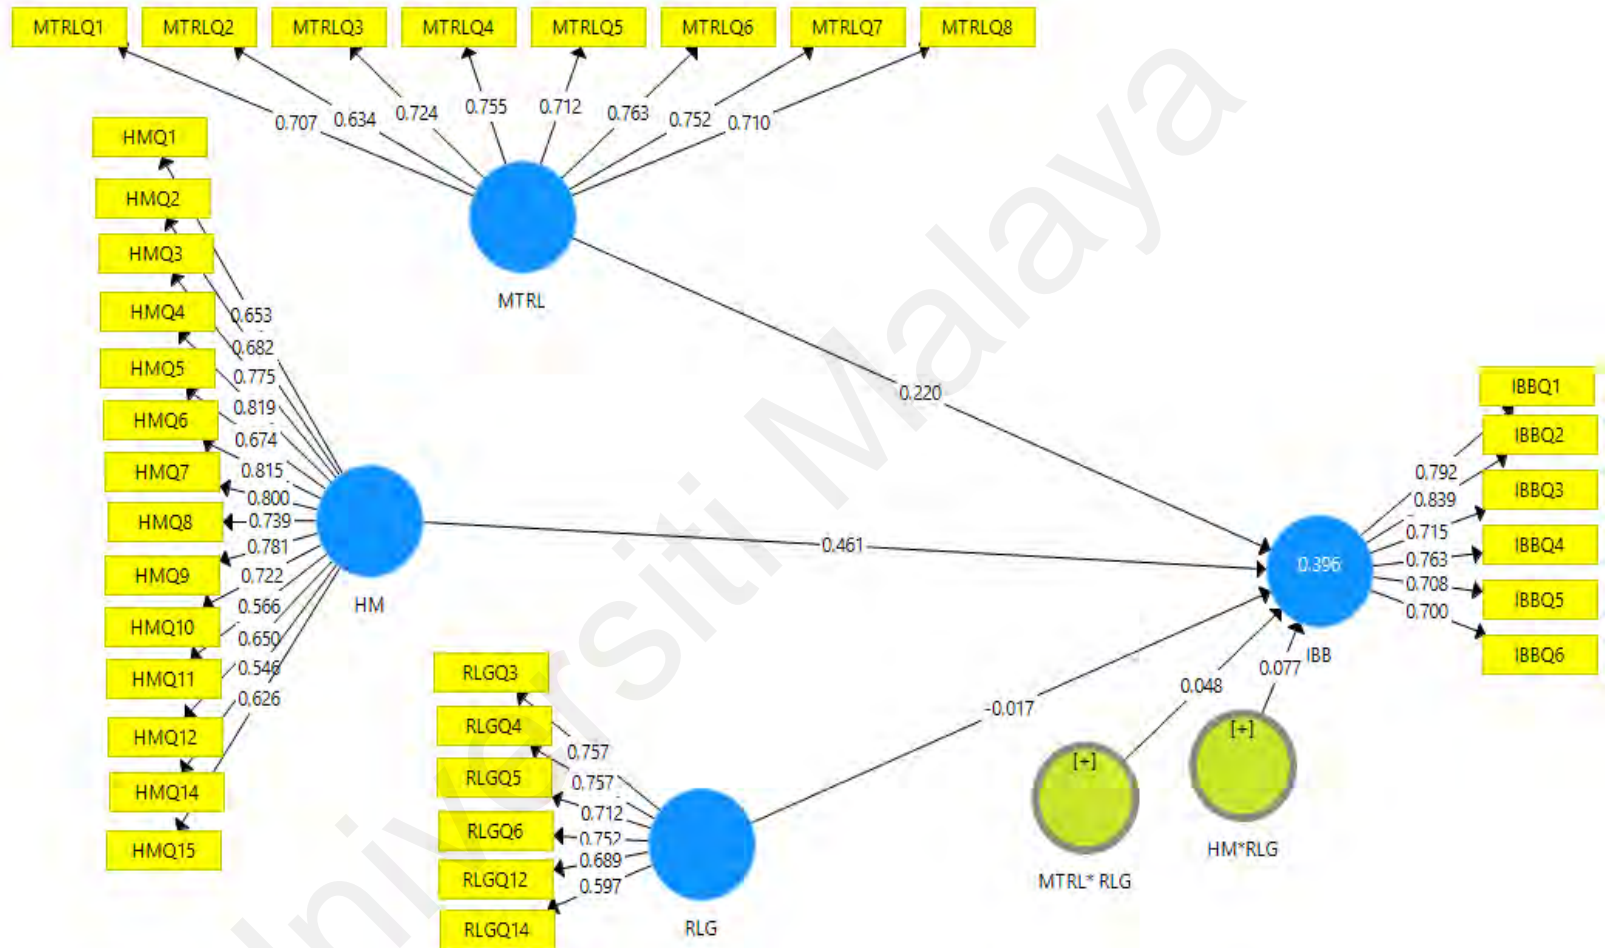 MTRLQ1 MTRLQ2 MTRLQ3 MTRLQ4 MTRLQ5 MTRLQ6 MTRLQ7 MTRLQ8
0.707 0.634 0.724 0.755 0.712 0.763 0.752 0.710
MTRL
HMQ1
HMQ2
HMQ3
HMQ4
HMQ5
HMQ6
HMQ7
HMQ8
HMQ9
HMQ10
HMQ11
HMQ12
HMQ14
HMQ15
0.653
0.682
0.775
0.819
0.674
0.815
0.800
0.739
0.781
0.722
0.566
0.650
0.546
0.626
HM
0.220
0.461
-0.017
0.048
0.077
RLGQ3
RLGQ4
RLGQ5
RLGQ6
RLGQ12
RLGQ14
0.757
0.757
0.712
0.752
0.689
0.597
RLG
[+]
MTRL* RLG
[+]
HM*RLG
0.396
IBB
0.792
0.839
0.715
0.763
0.708
0.700
IBBQ1
IBBQ2
IBBQ3
IBBQ4
IBBQ5
IBBQ6
Universiti Malaya